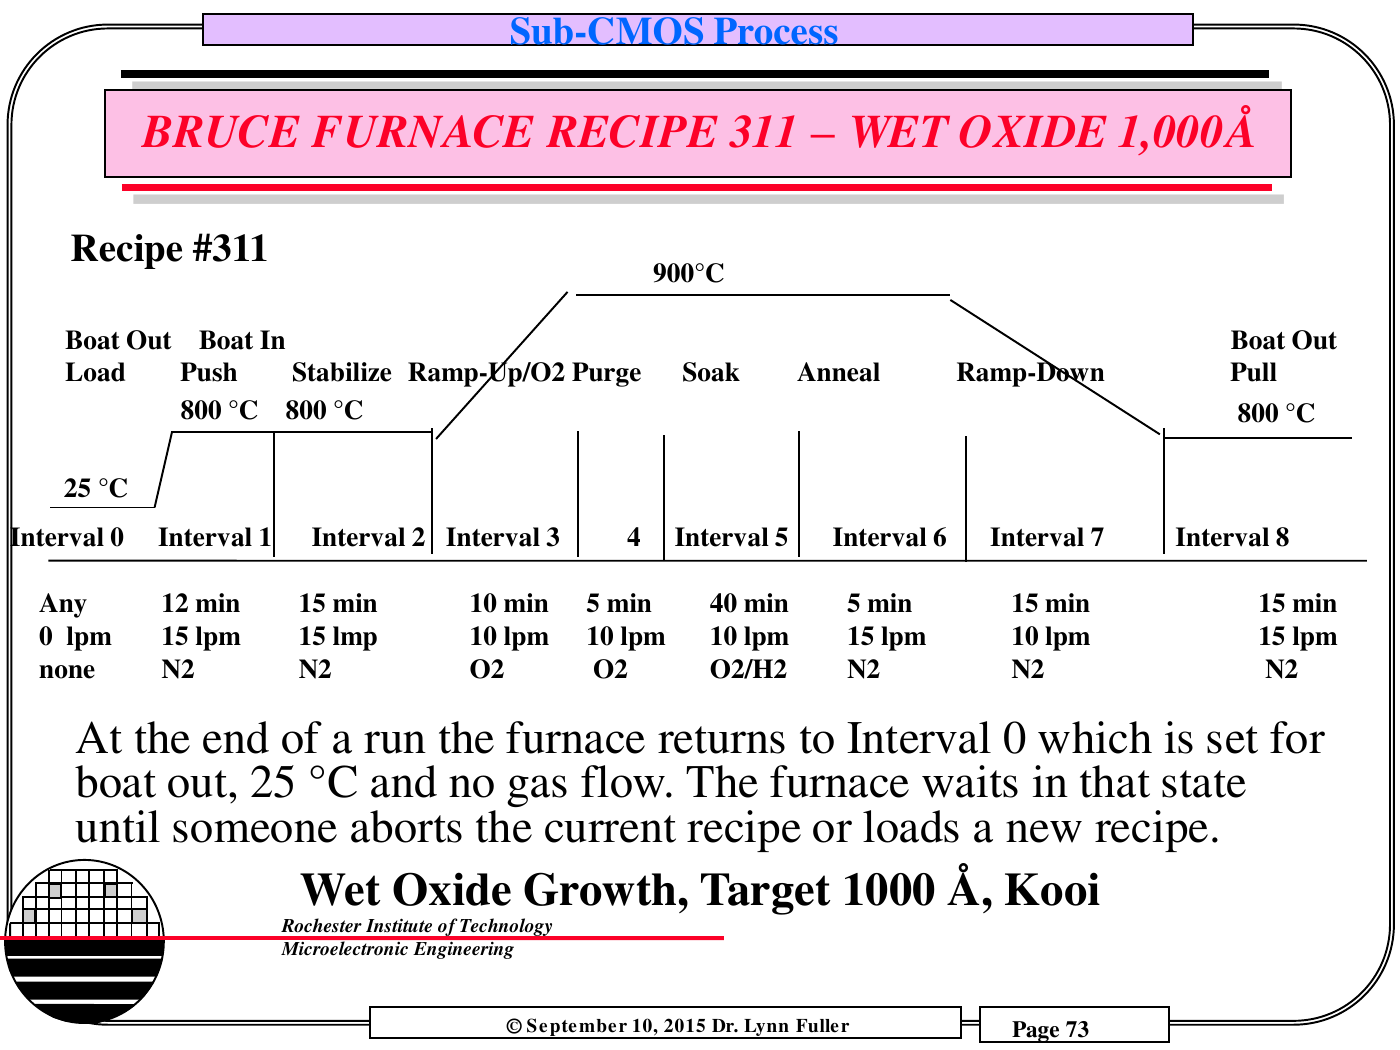 Sub-CMOS Process
BRUCE FURNACE RECIPE 311 – WET OXIDE 1,000Å
Recipe #311
900°C
Boat Out Boat In Boat Out
Load Push Stabilize Ramp-Up/O2 Purge Soak Anneal Ramp-Down Pull
800 °C 800 °C 800 °C
25 °C
Interval 0 Interval 1 Interval 2 Interval 3 4 Interval 5 Interval 6 Interval 7 Interval 8
Any 12 min 15 min 10 min 5 min 40 min 5 min 15 min 15 min
0 lpm 15 lpm 15 lmp 10 lpm 10 lpm 10 lpm 15 lpm 10 lpm 15 lpm
none N2 N2 O2 O2 O2/H2 N2 N2 N2
At the end of a run the furnace returns to Interval 0 which is set for
boat out, 25 °C and no gas flow. The furnace waits in that state
until someone aborts the current recipe or loads a new recipe.
Wet Oxide Growth, Target 1000 Å, Kooi
Rochester Institute of Technology
Microelectronic Engineering
© September 10, 2015 Dr. Lynn Fuller
Page 73